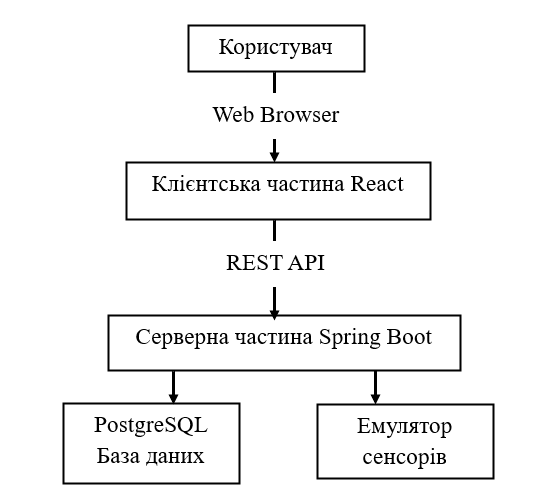 Користувач
Web Browser
Клієнтська частина React
REST API
Серверна частина Spring Boot
PostgreSQL
База даних
Емулятор
сенсорів